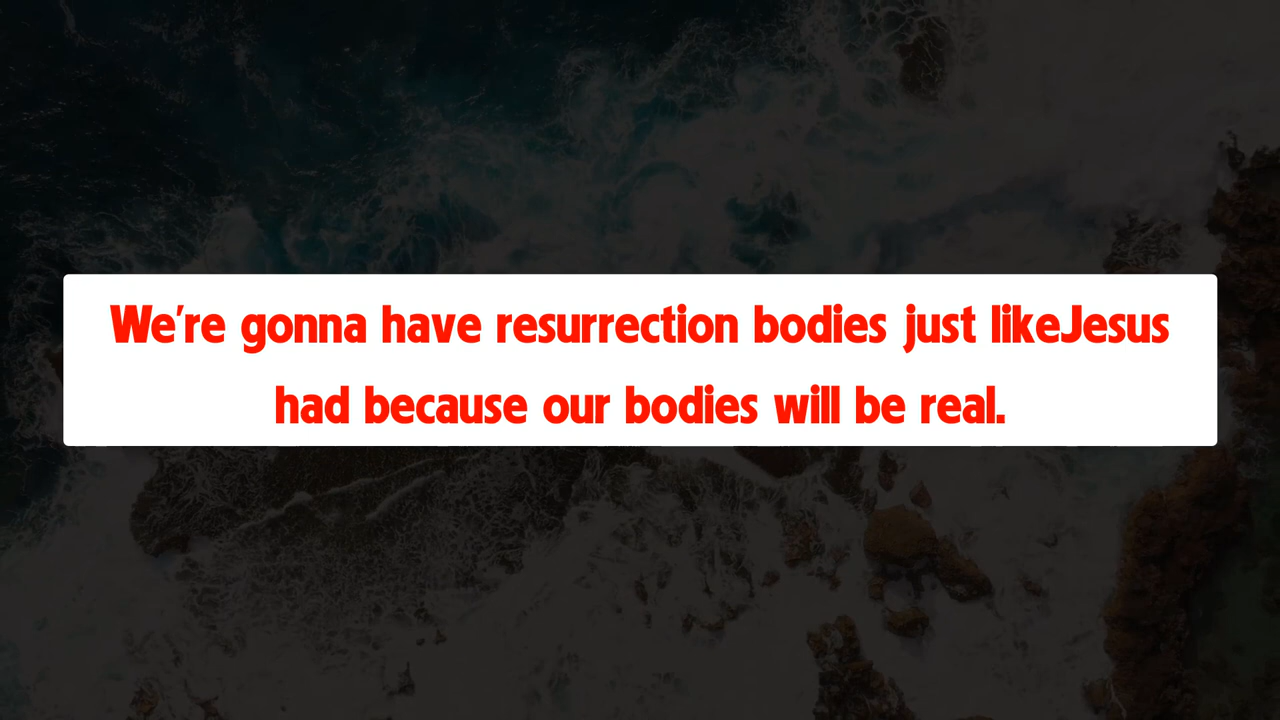 We're gonna have resurrection bodies just likeJesus
had because our bodies will be real.